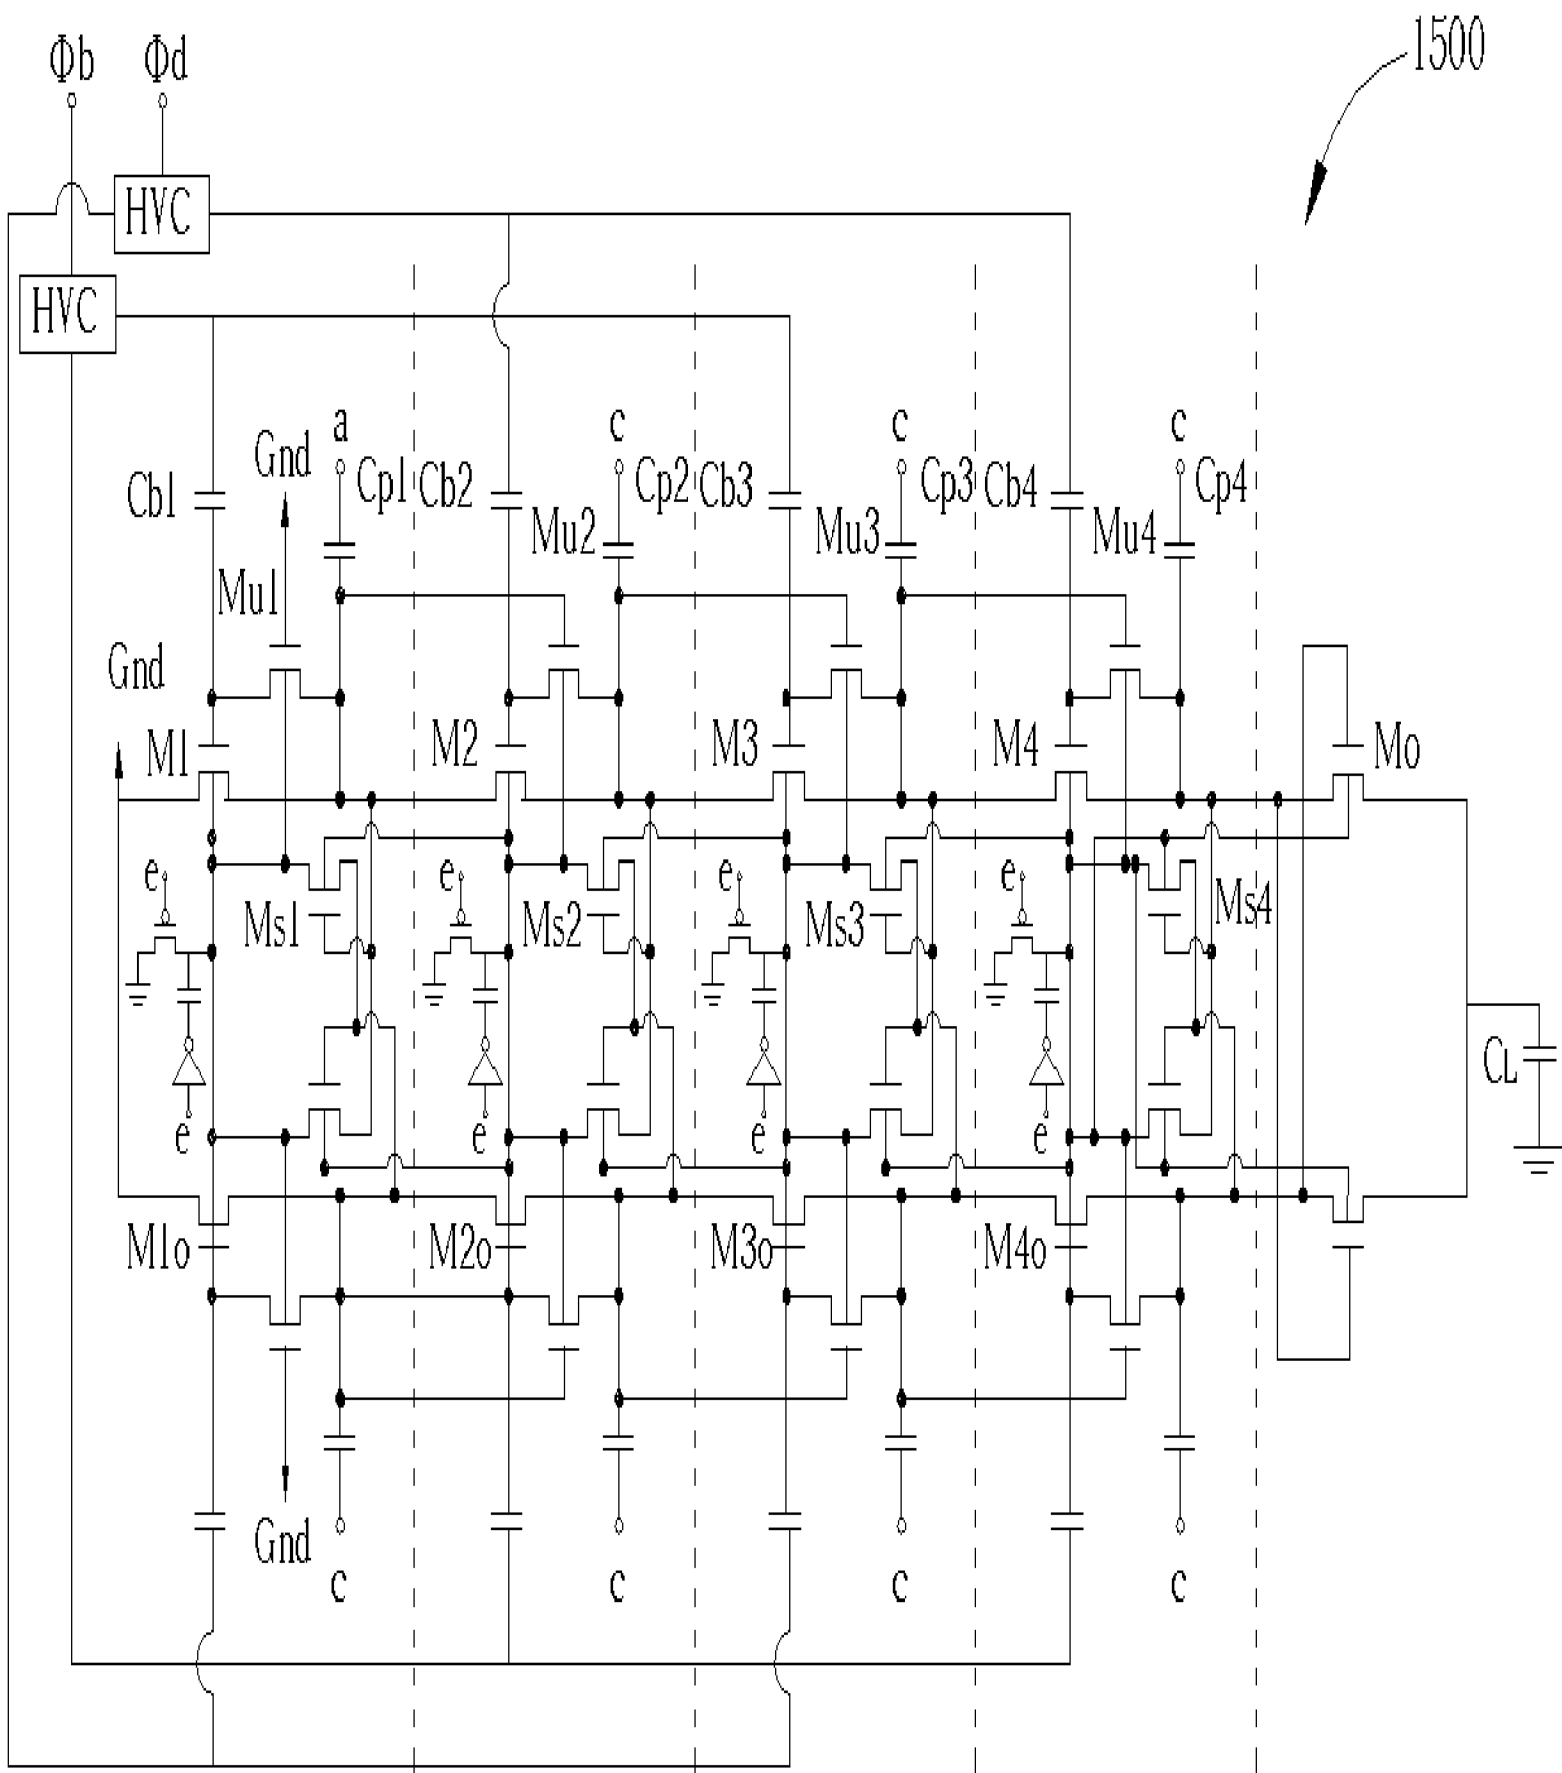 1500
Φb Φd
HVC
HVC
a c c c
Gnd
Cp1 Cb2 Cp2 Cb3 Cp3 Cb4 Cp4
Cb1
Mu2 Mu3 Mu4
Mu1
Gnd
M1 M2 M3 M4 Mo
e e e e
Ms1 Ms2 Ms3 Ms4
CL
e e e e
M1o M2o M3o M4o
Gnd
c c c c